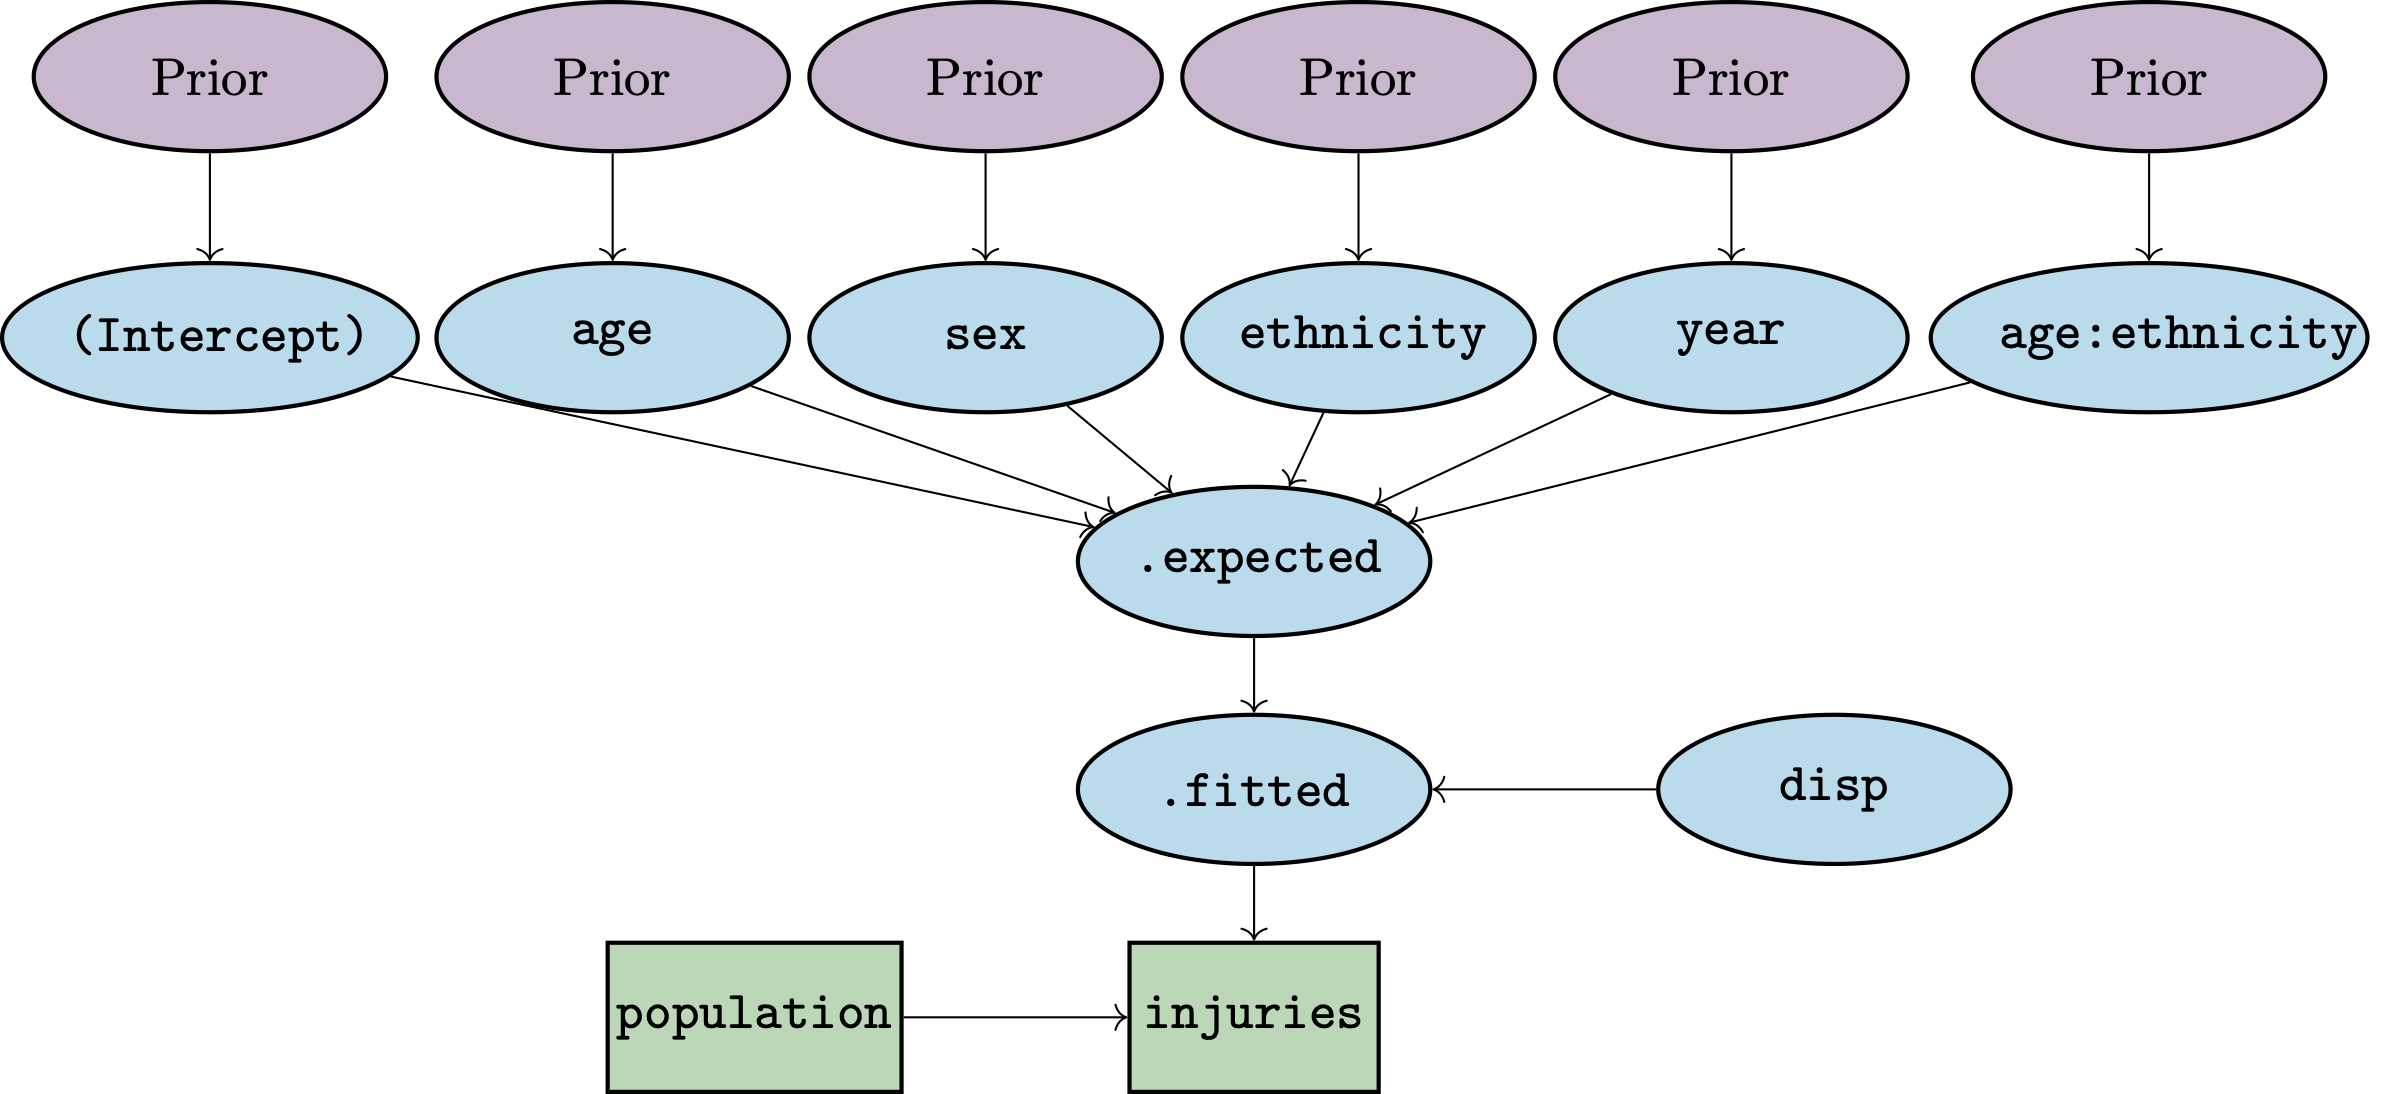 Prior Prior Prior Prior Prior Prior
(Intercept) age sex ethnicity year age:ethnicity
.expected
.fitted disp
population injuries